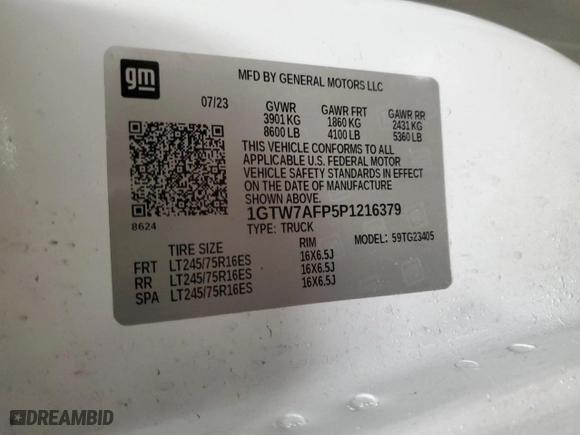 gm
MFD BY GENERAL MOTORS LLC
07/23 GVWR GAWR FRT GAWR RR
3901 KG 1860 KG 2431 KG
8600 LB 4100 LB 5360 LB
THIS VEHICLE CONFORMS TO ALL
APPLICABLE U.S. FEDERAL MOTOR
VEHICLE SAFETY STANDARDS IN EFFECT
ON THE DATE OF MANUFACTURE
SHOWN ABOVE.
8624
1GTW7AFP5P1216379
TYPE: TRUCK MODEL: 59TG23405
TIRE SIZE RIM
FRT LT245/75R16ES 16X6.5J
RR LT245/75R16ES 16X6.5J
SPA LT245/75R16ES 16X6.5J
DREAMBID